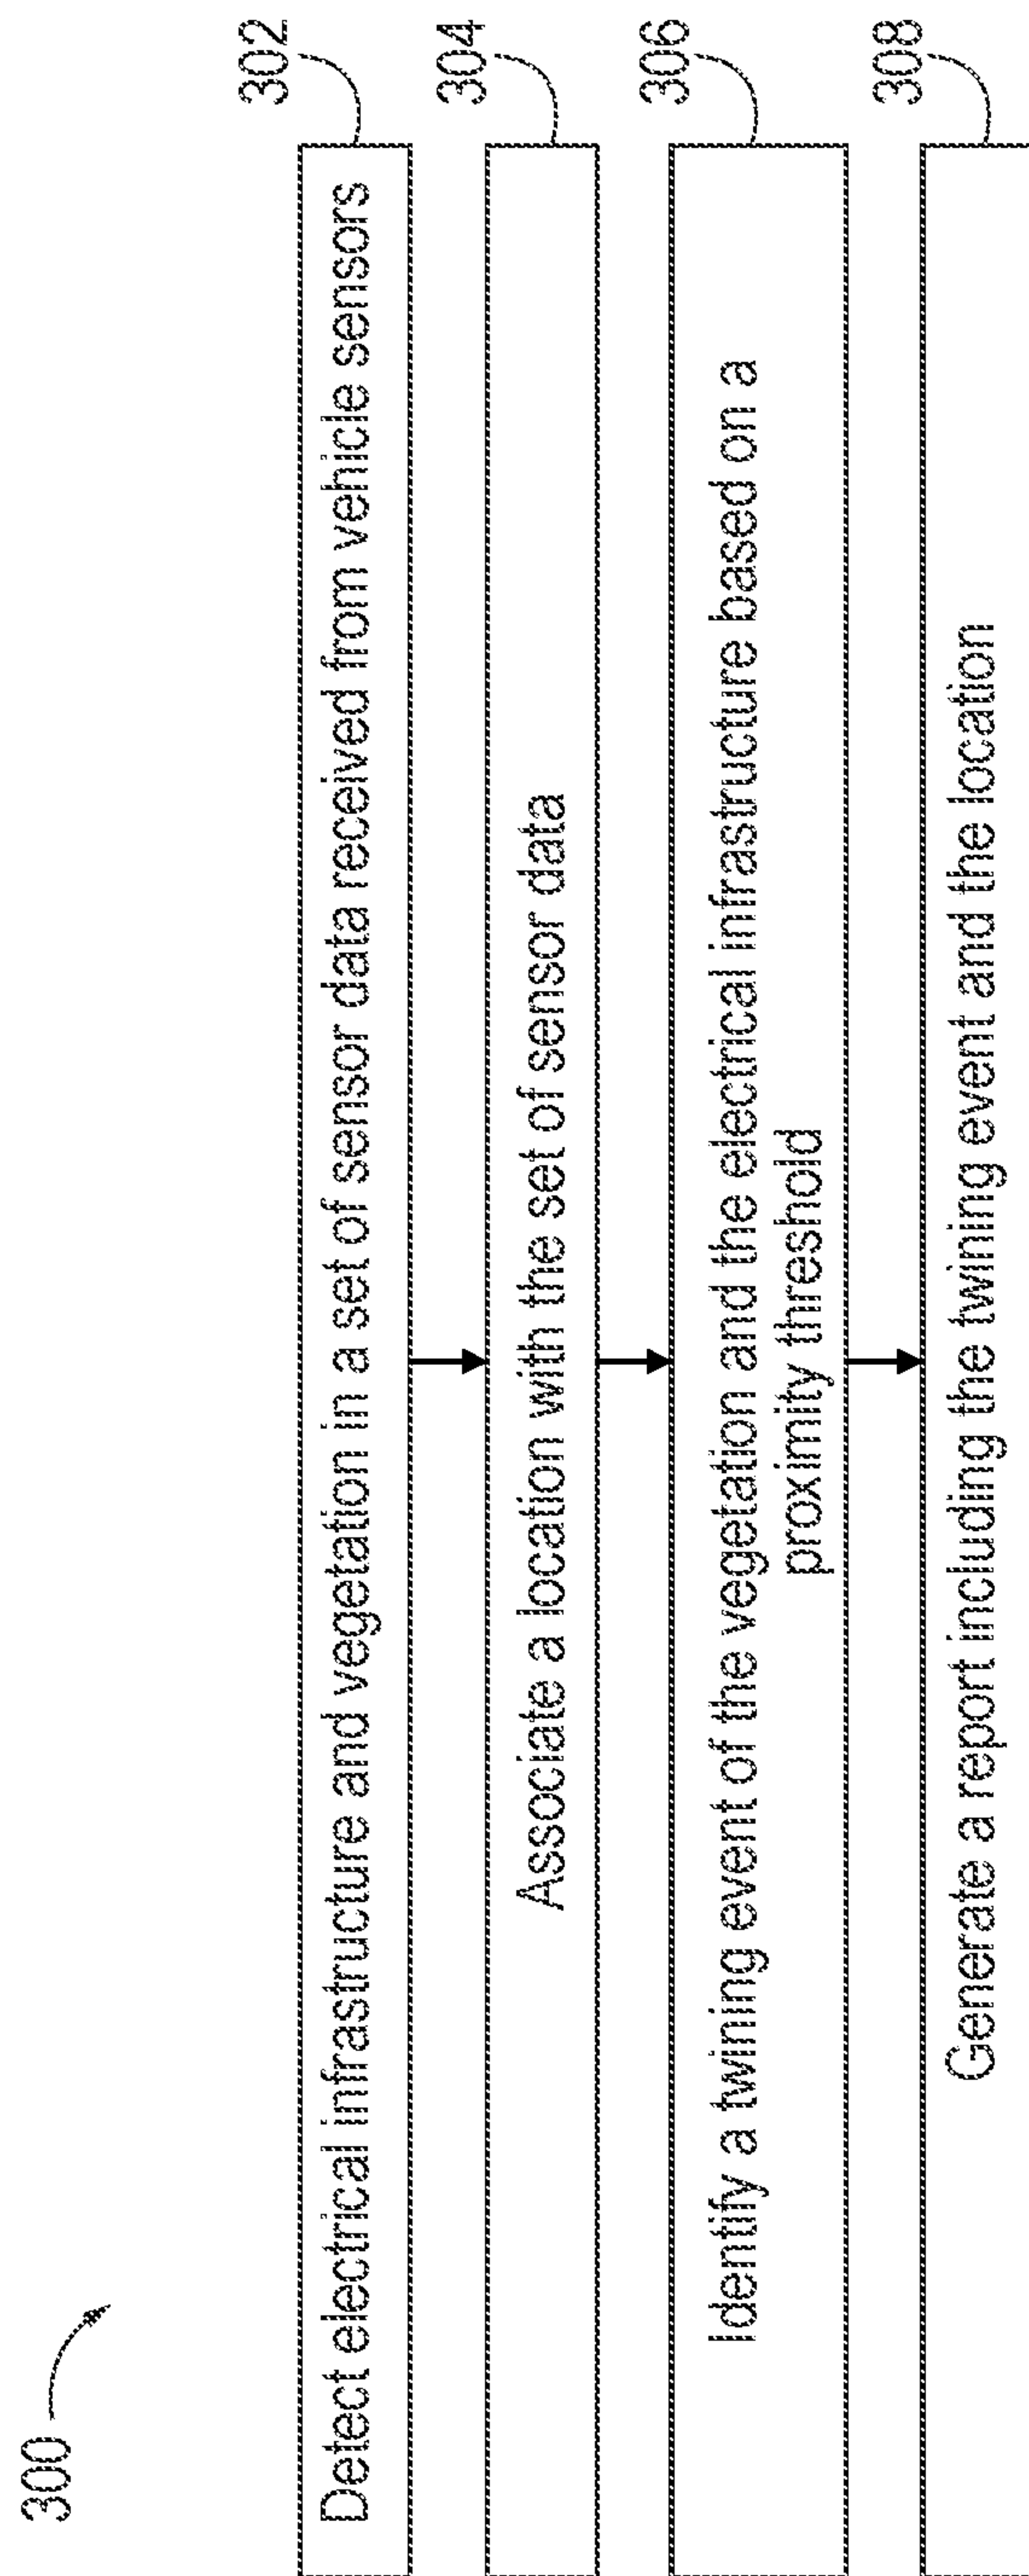 300
302
Detect electrical infrastructure and vegetation in a set of sensor data received from vehicle sensors
304
Associate a location with the set of sensor data
306
Identify a twining event of the vegetation and the electrical infrastructure based on a
proximity threshold
308
Generate a report including the twining event and the location